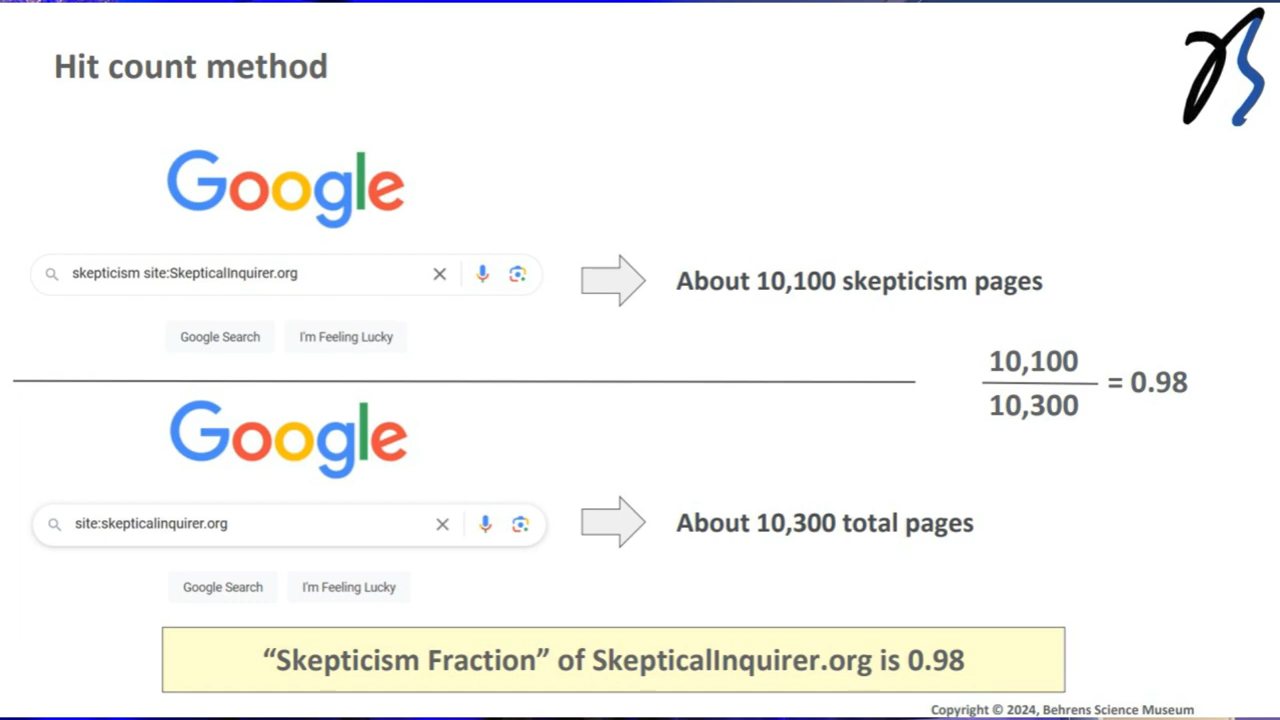 Hit count method
Google
skepticism site:SkepticalInquirer.org
About 10,100 skepticism pages
Google Search
I'm Feeling Lucky
10,100
10,300
= 0.98
Google
site:skepticalinquirer.org
About 10,300 total pages
Google Search
I'm Feeling Lucky
“Skepticism Fraction” of SkepticalInquirer.org is 0.98
Copyright © 2024, Behrens Science Museum